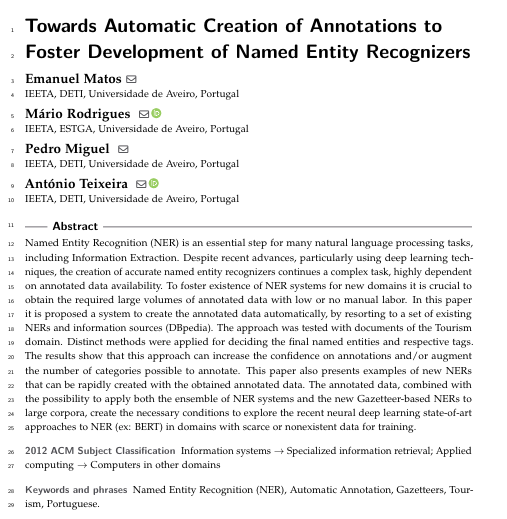 1 Towards Automatic Creation of Annotations to
2 Foster Development of Named Entity Recognizers
3 Emanuel Matos
4 IEETA, DETI, Universidade de Aveiro, Portugal
5 Mário Rodrigues
6 IEETA, ESTGA, Universidade de Aveiro, Portugal
7 Pedro Miguel
8 IEETA, DETI, Universidade de Aveiro, Portugal
9 António Teixeira
10 IEETA, DETI, Universidade de Aveiro, Portugal
11 Abstract
12 Named Entity Recognition (NER) is an essential step for many natural language processing tasks,
13 including Information Extraction. Despite recent advances, particularly using deep learning tech-
14 niques, the creation of accurate named entity recognizers continues a complex task, highly dependent
15 on annotated data availability. To foster existence of NER systems for new domains it is crucial to
16 obtain the required large volumes of annotated data with low or no manual labor. In this paper
17 it is proposed a system to create the annotated data automatically, by resorting to a set of existing
18 NERs and information sources (DBpedia). The approach was tested with documents of the Tourism
19 domain. Distinct methods were applied for deciding the final named entities and respective tags.
20 The results show that this approach can increase the confidence on annotations and/or augment
21 the number of categories possible to annotate. This paper also presents examples of new NERs
22 that can be rapidly created with the obtained annotated data. The annotated data, combined with
23 the possibility to apply both the ensemble of NER systems and the new Gazetteer-based NERs to
24 large corpora, create the necessary conditions to explore the recent neural deep learning state-of-art
25 approaches to NER (ex: BERT) in domains with scarce or nonexistent data for training.
26 2012 ACM Subject Classification Information systems → Specialized information retrieval; Applied
27 computing → Computers in other domains
28 Keywords and phrases Named Entity Recognition (NER), Automatic Annotation, Gazetteers, Tour-
29 ism, Portuguese.